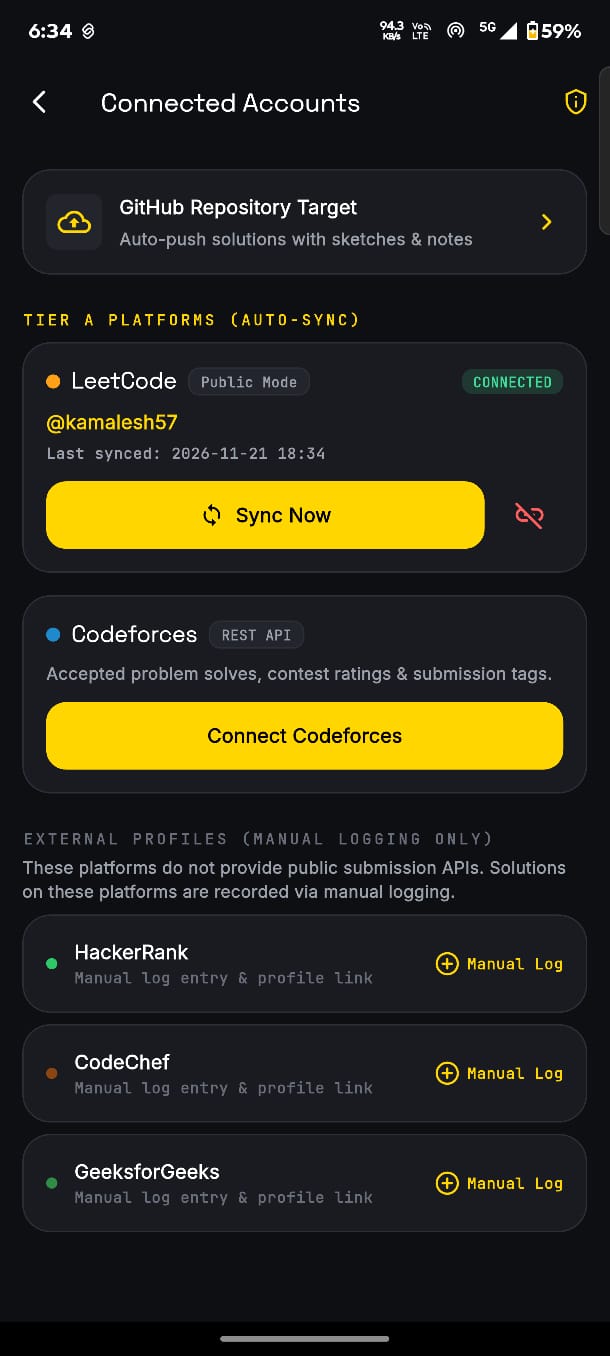 6:34
94.3 KB/s VoD LTE 5G 59%
Connected Accounts
GitHub Repository Target
Auto-push solutions with sketches & notes
TIER A PLATFORMS (AUTO-SYNC)
LeetCode Public Mode CONNECTED
@kamalesh57
Last synced: 2026-11-21 18:34
Sync Now
Codeforces REST API
Accepted problem solves, contest ratings & submission tags.
Connect Codeforces
EXTERNAL PROFILES (MANUAL LOGGING ONLY)
These platforms do not provide public submission APIs. Solutions
on these platforms are recorded via manual logging.
HackerRank
Manual log entry & profile link
Manual Log
CodeChef
Manual log entry & profile link
Manual Log
GeeksforGeeks
Manual log entry & profile link
Manual Log